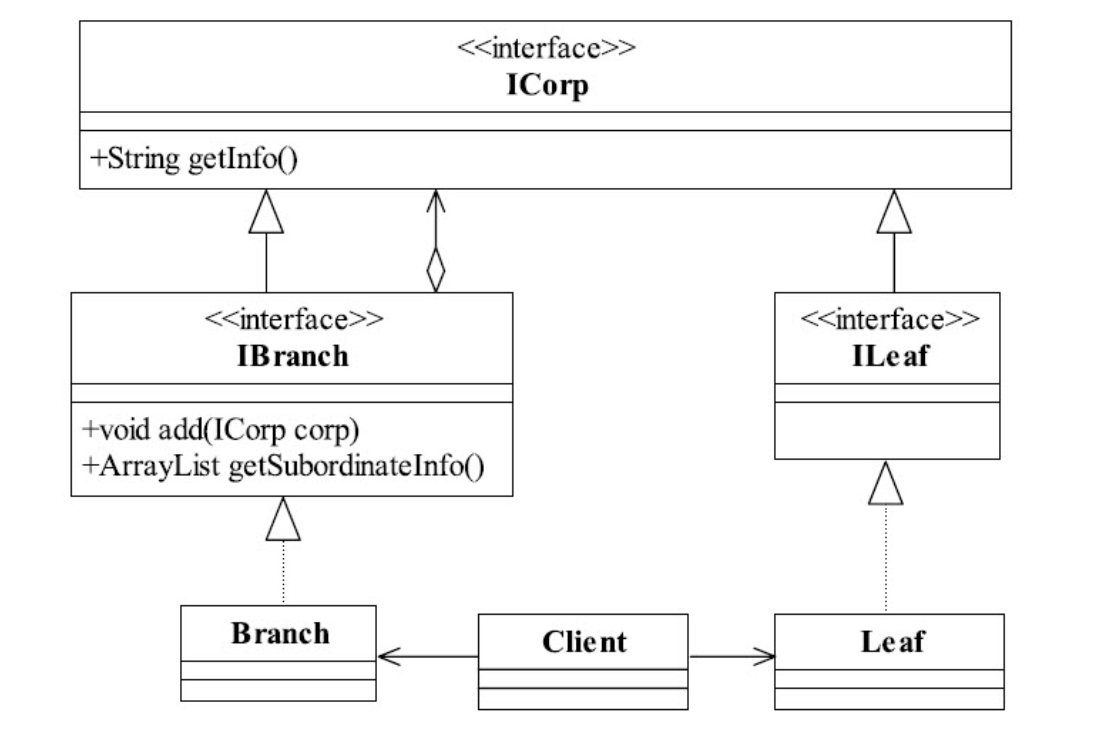 <<interface>>
ICorp
+String getInfo()
<<interface>>
IBranch
+void add(ICorp corp)
+ArrayList getSubordinateInfo()
<<interface>>
ILeaf
Branch
Client
Leaf